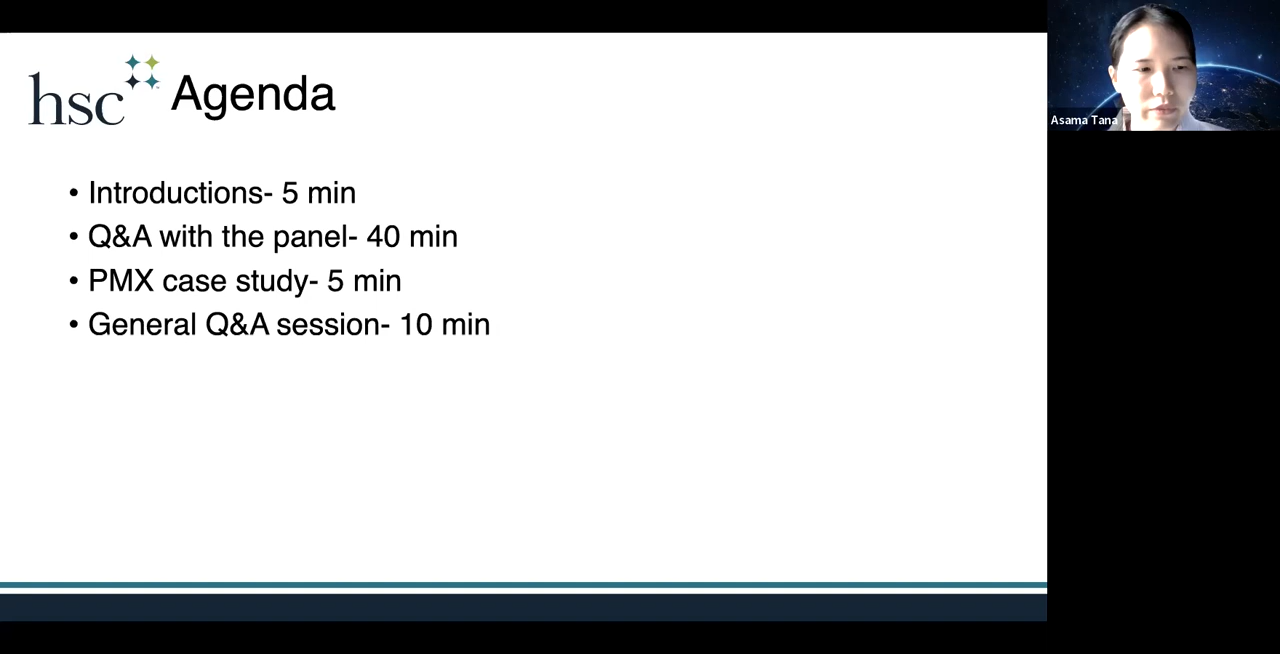 hsc Agenda
• Introductions- 5 min
• Q&A with the panel- 40 min
• PMX case study- 5 min
• General Q&A session- 10 min
Asama Tana